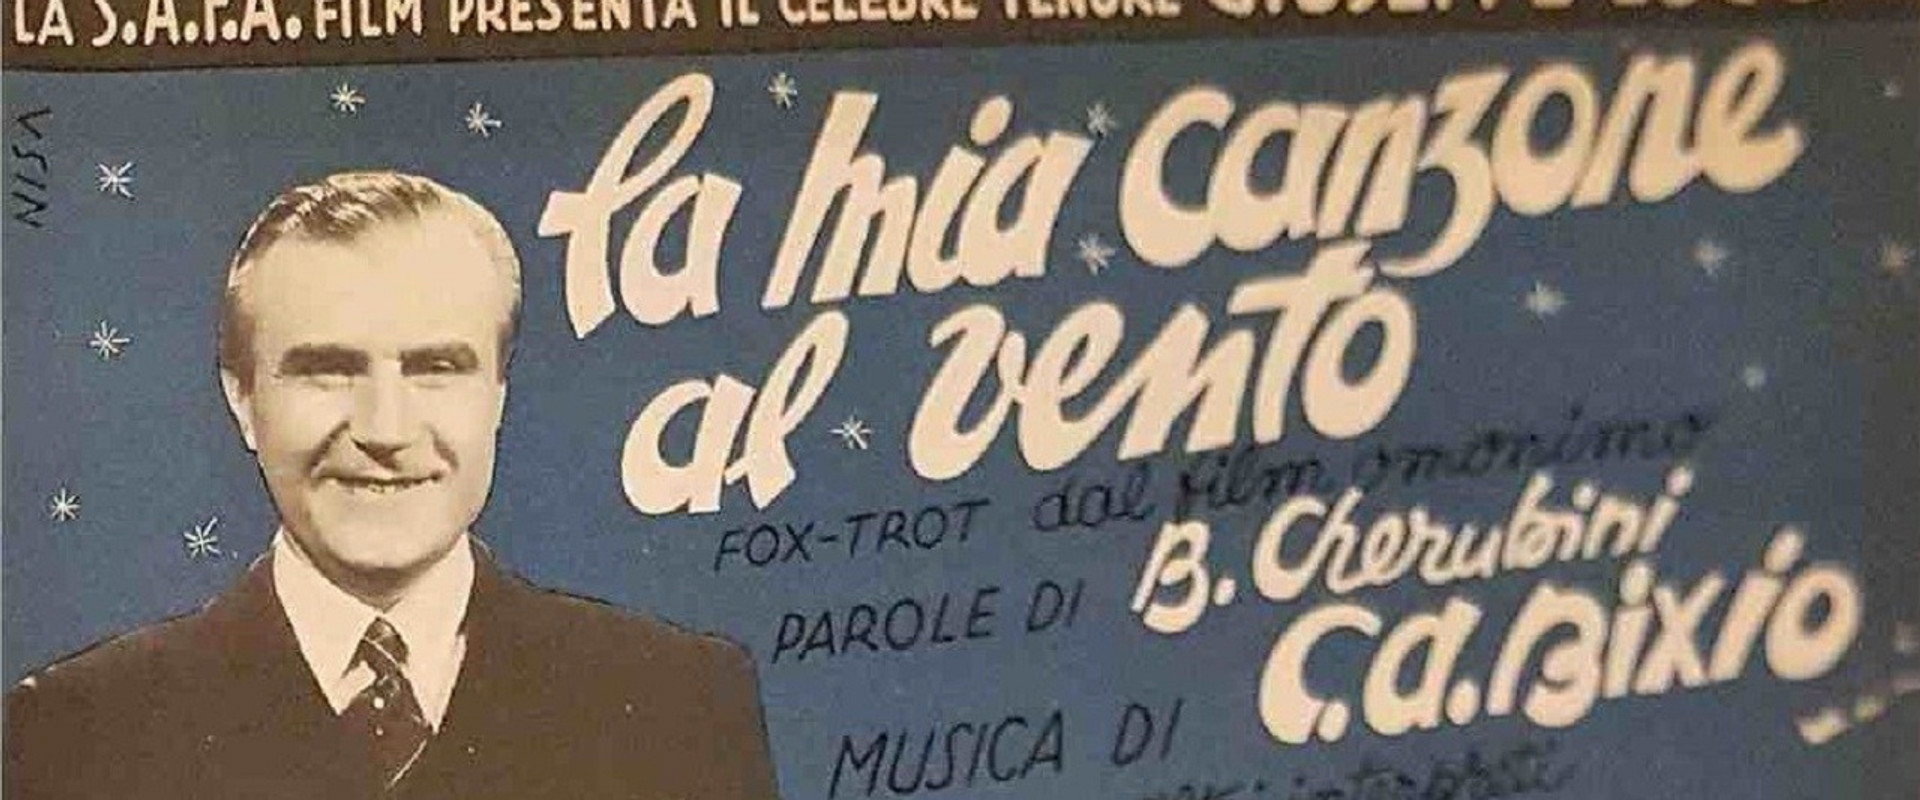 LA S.A.F.A. FILM PRESENTA IL CELEBRE TENORE
NISA
la mia canzone
al vento
FOX-TROT dal film omonimo
PAROLE DI B. Cherubini
MUSICA DI C.A. Bixio
interpreti